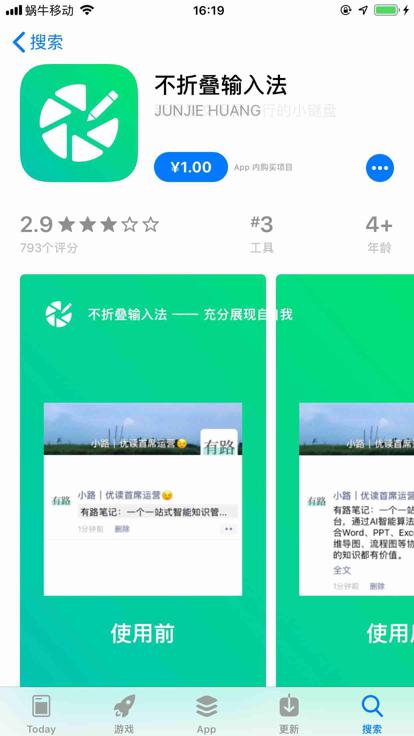 蜗牛移动
16:19
搜索
不折叠输入法
JUNJIE HUANG
行的小键盘
¥1.00
App 内购买项目
2.9
793个评分
#3
工具
4+
年龄
不折叠输入法 —— 充分展现自
我
小路｜优读首席运营😉
有路
有路
小路｜优读首席运营😉
有路笔记：一个一站式智能知识管...
1分钟前 删除
使用前
小路｜优读首席运营
有路
小路｜优读首席运营
有路笔记：一个一站
台，通过AI智能算法
合Word、PPT、Exce
维导图、流程图等协
的知识都有价值。
全文
1分钟前 删除
使用
Today
游戏
App
更新
搜索